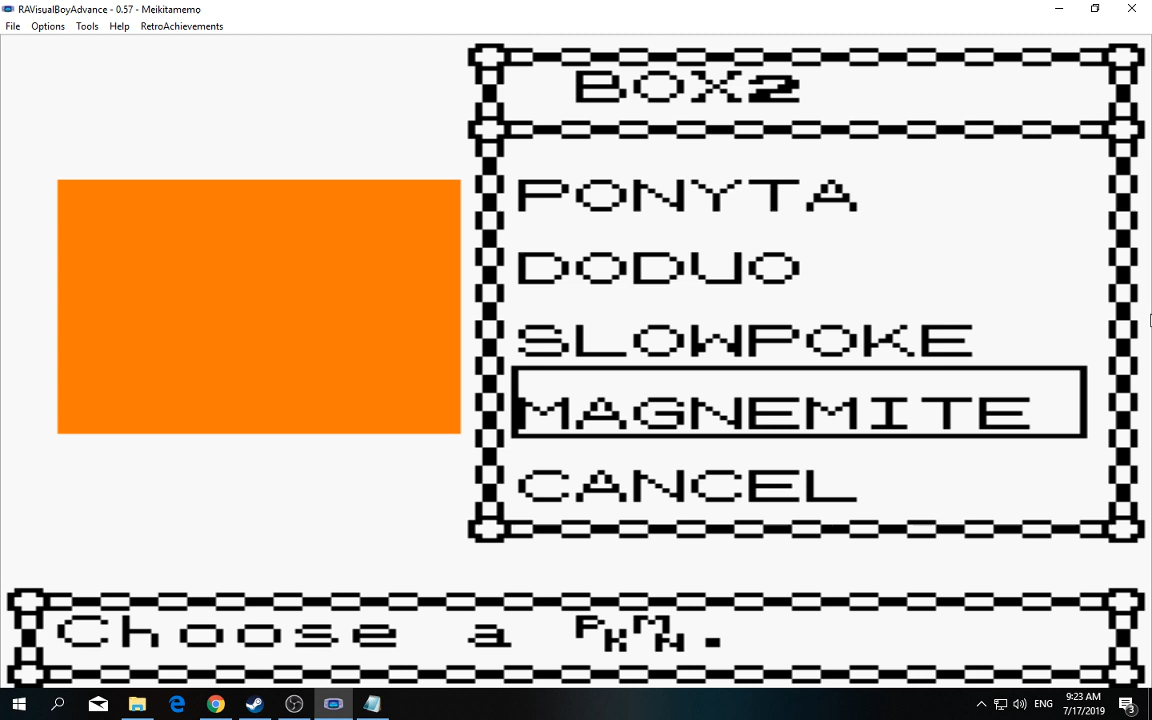 RAVisualBoyAdvance - 0.57 - Meikitamemo
File Options Tools Help RetroAchievements
BOX2
PONYTA
DODUO
SLOWPOKE
MAGNEMITE
CANCEL
Choose a PKMN.
ENG
9:23 AM
7/17/2019
3